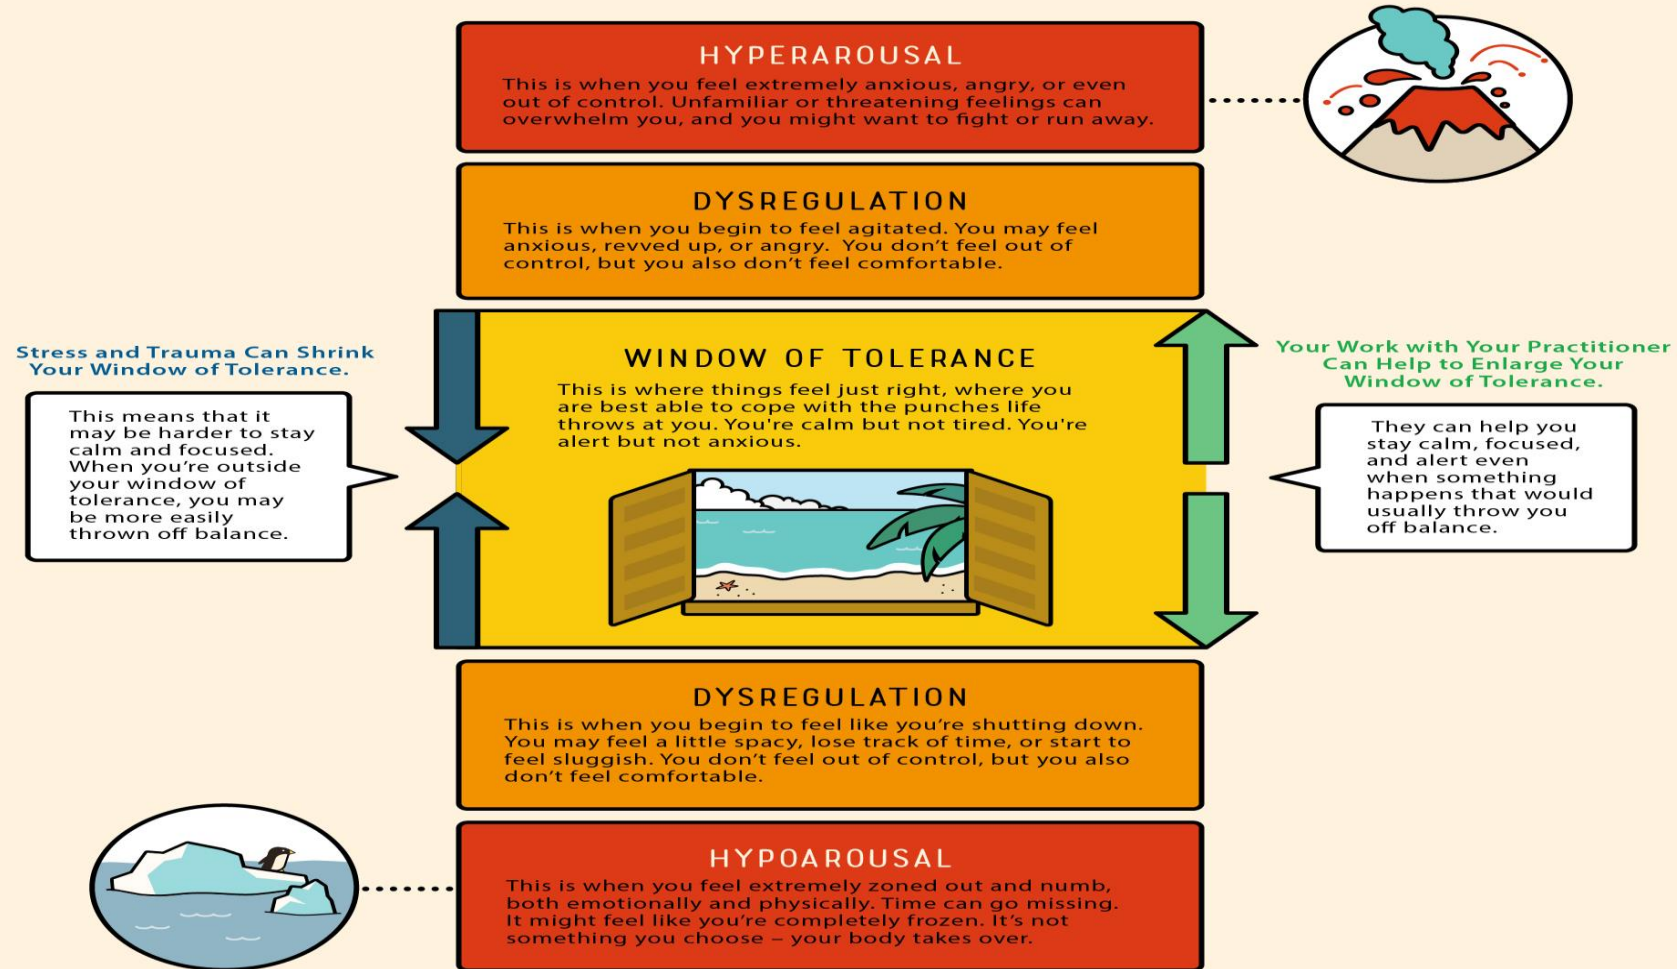 HYPERAROUSAL
This is when you feel extremely anxious, angry, or even
out of control. Unfamiliar or threatening feelings can
overwhelm you, and you might want to fight or run away.
DYSREGULATION
This is when you begin to feel agitated. You may feel
anxious, revved up, or angry.  You don't feel out of
control, but you also don't feel comfortable.
Stress and Trauma Can Shrink
Your Window of Tolerance.
This means that it
may be harder to stay
calm and focused.
When you're outside
your window of
tolerance, you may
be more easily
thrown off balance.
WINDOW OF TOLERANCE
This is where things feel just right, where you
are best able to cope with the punches life
throws at you. You're calm but not tired. You're
alert but not anxious.
Your Work with Your Practitioner
Can Help to Enlarge Your
Window of Tolerance.
They can help you
stay calm, focused,
and alert even
when something
happens that would
usually throw you
off balance.
DYSREGULATION
This is when you begin to feel like you're shutting down.
You may feel a little spacy, lose track of time, or start to
feel sluggish. You don't feel out of control, but you also
don't feel comfortable.
HYPOAROUSAL
This is when you feel extremely zoned out and numb,
both emotionally and physically. Time can go missing.
It might feel like you're completely frozen. It's not
something you choose – your body takes over.